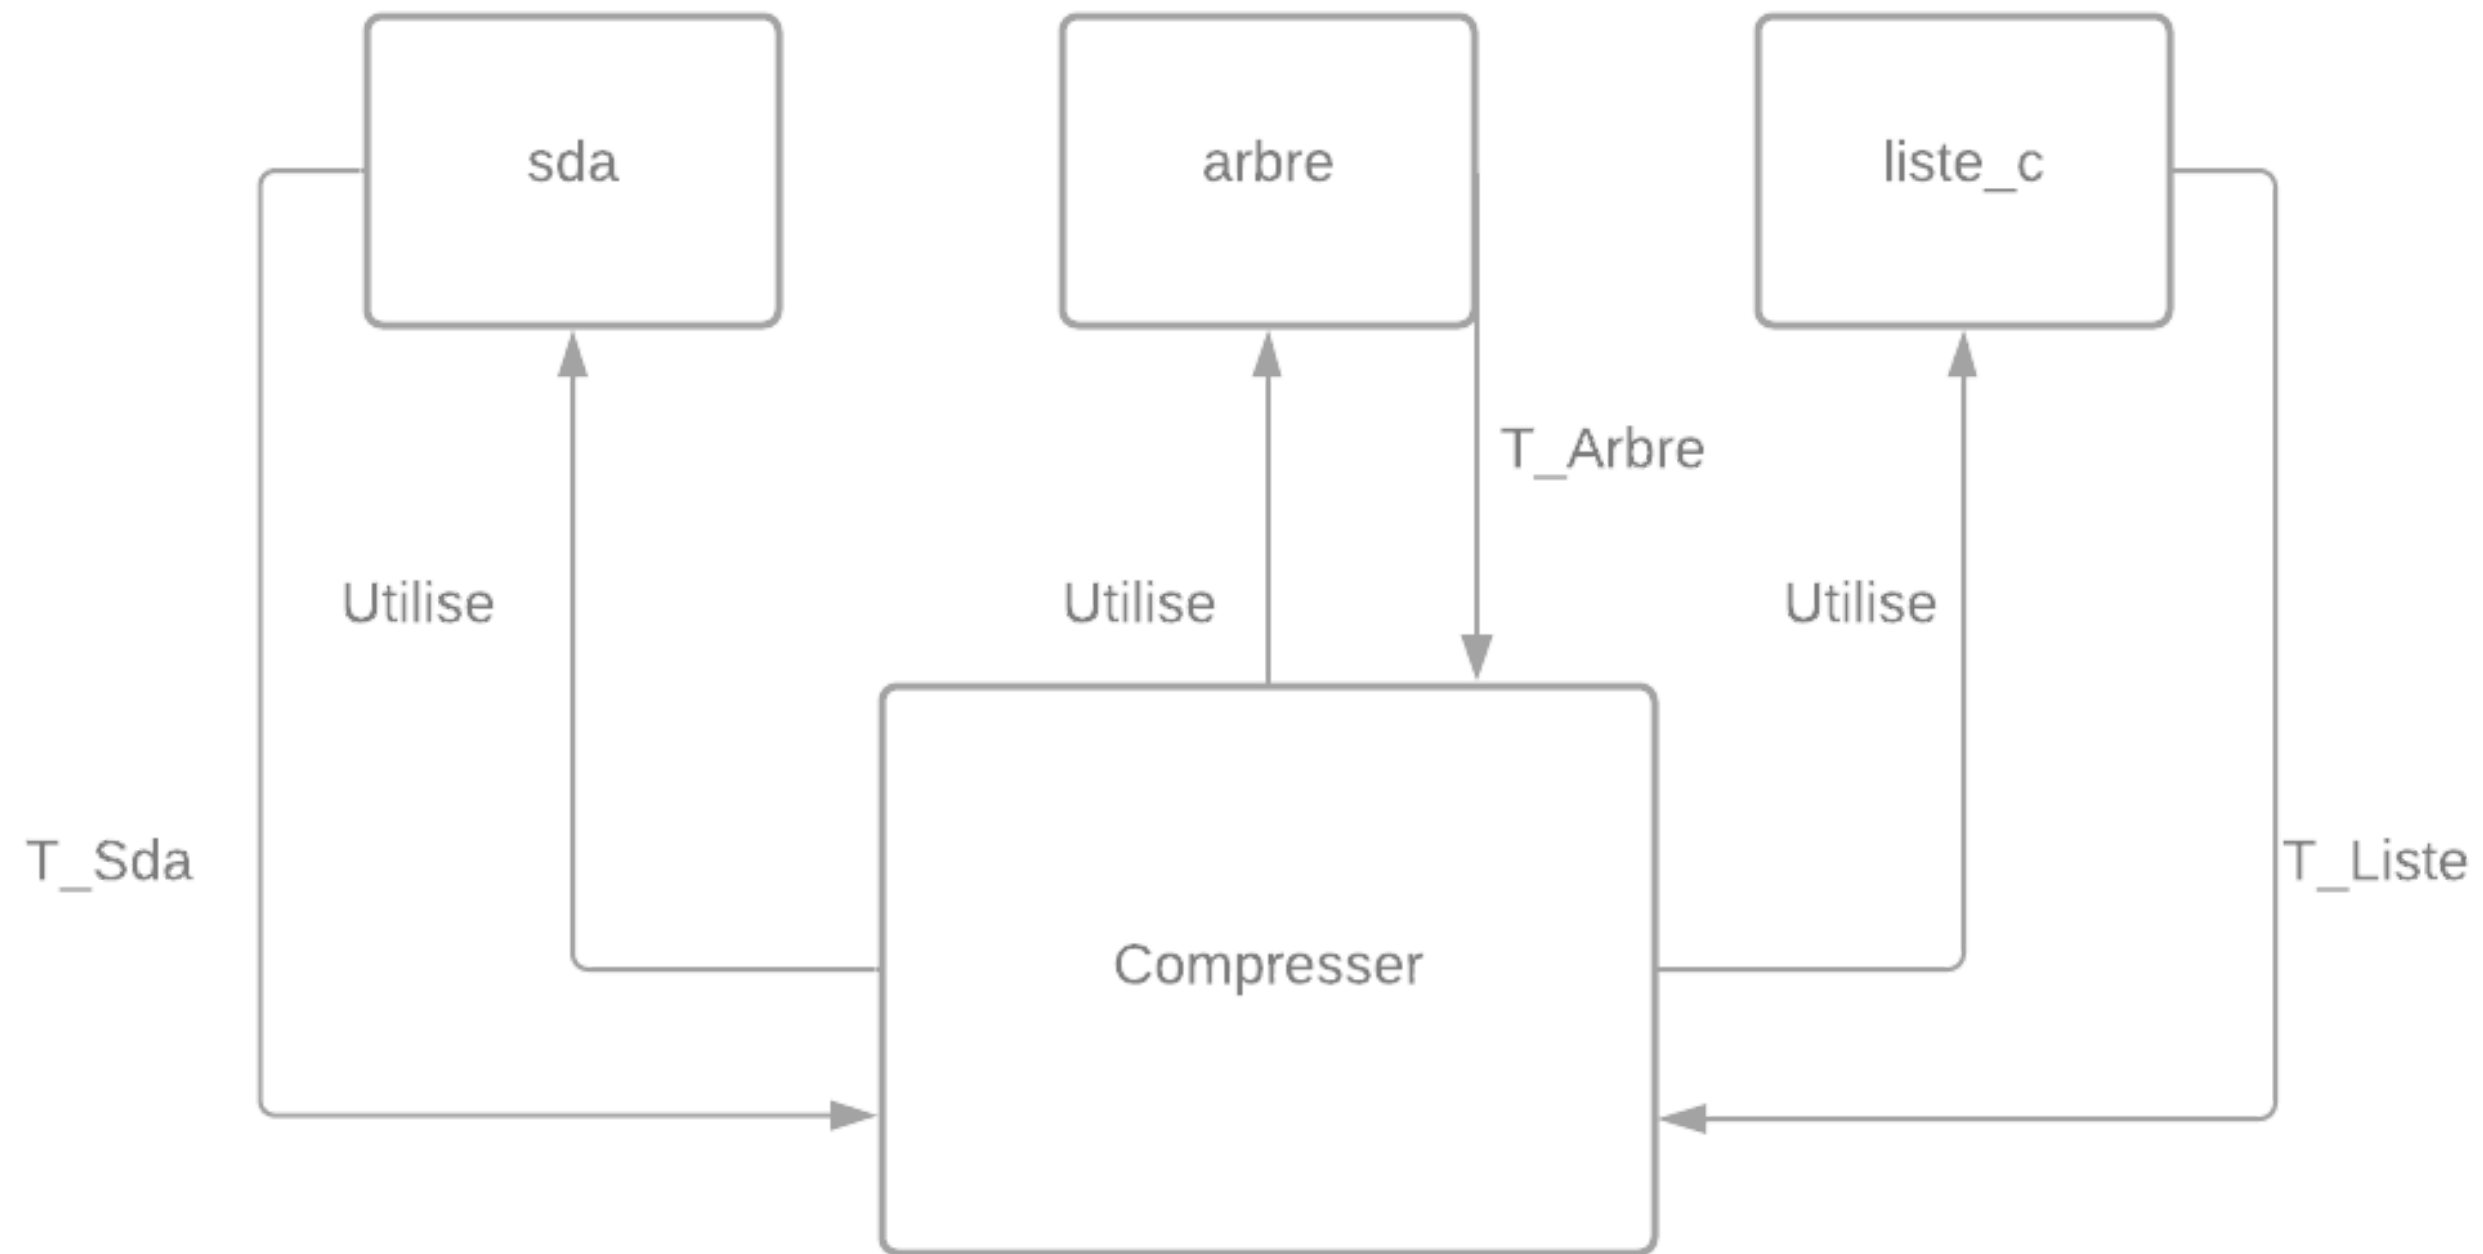 sda
arbre
liste_c
T_Arbre
Utilise
Utilise
Utilise
T_Sda
T_Liste
Compresser